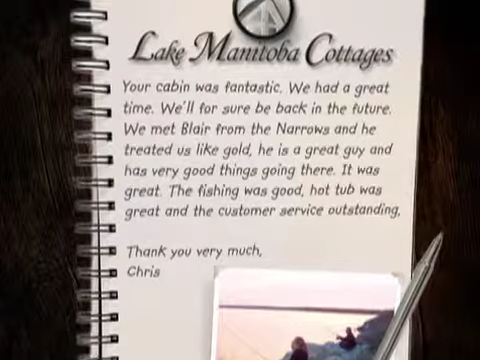 Lake Manitoba Cottages
Your cabin was fantastic. We had a great
time. We'll for sure be back in the future.
We met Blair from the Narrows and he
treated us like gold, he is a great guy and
has very good things going there. It was
great. The fishing was good, hot tub was
great and the customer service outstanding,
Thank you very much,
Chris